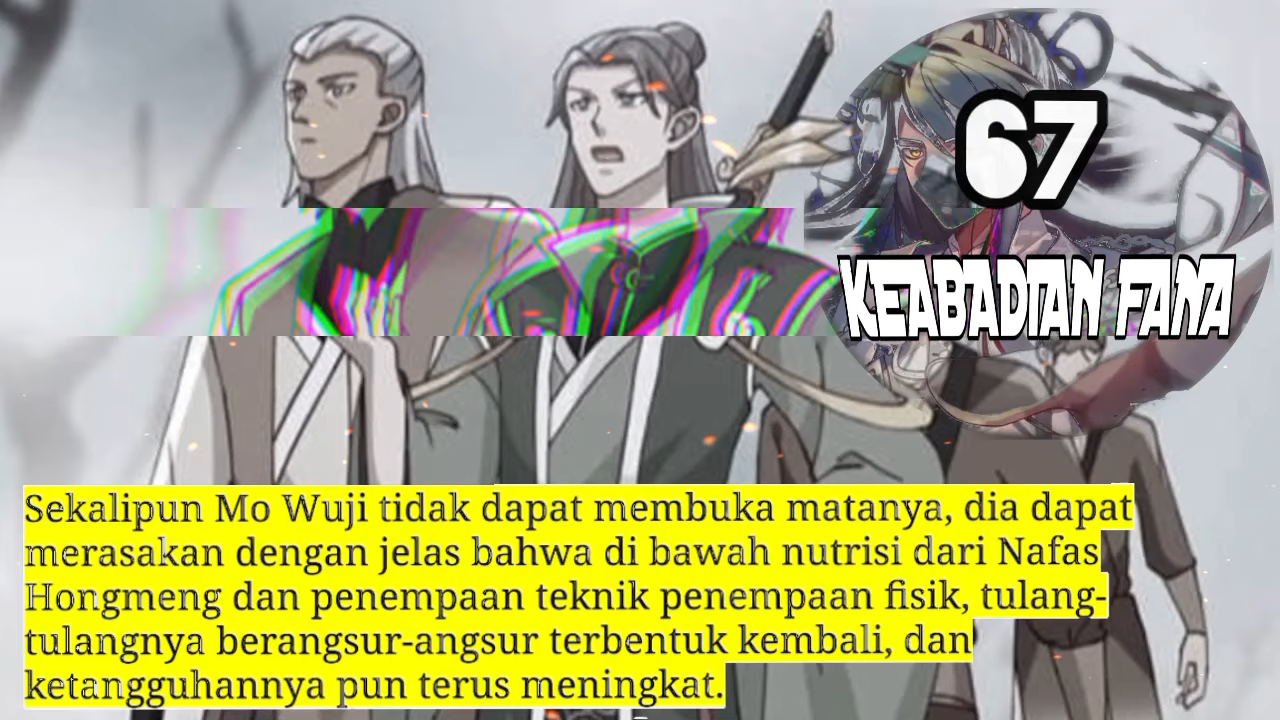 67
KEABADIAN FANA
Sekalipun Mo Wuji tidak dapat membuka matanya, dia dapat
merasakan dengan jelas bahwa di bawah nutrisi dari Nafas
Hongmeng dan penempaan teknik penempaan fisik, tulang-
tulangnya berangsur-angsur terbentuk kembali, dan
ketangguhannya pun terus meningkat.